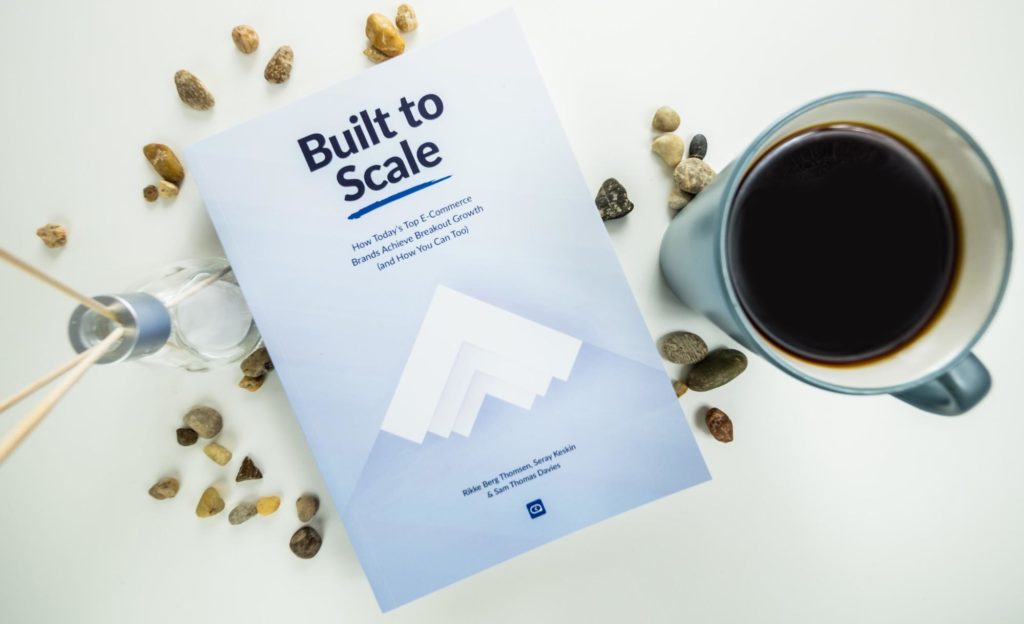 Built to
Scale
How Today's Top E-Commerce
Brands Achieve Breakout Growth
(and How You Can Too)
Rikke Berg Thomsen, Seray Keskin
& Sam Thomas Davies